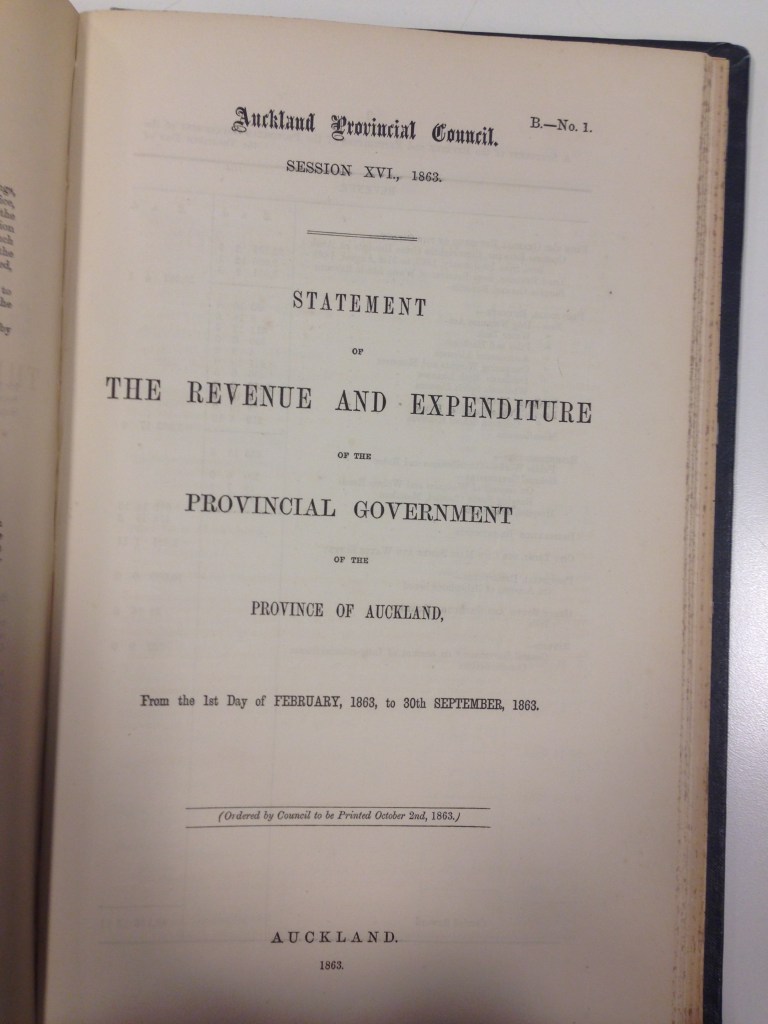 B.—No. 1.
Auckland Provincial Council.
SESSION XVI., 1863.
STATEMENT
OF
THE REVENUE AND EXPENDITURE
OF THE
PROVINCIAL GOVERNMENT
OF THE
PROVINCE OF AUCKLAND,
From the 1st Day of FEBRUARY, 1863, to 30th SEPTEMBER, 1863.
(Ordered by Council to be Printed October 2nd, 1863.)
AUCKLAND.
1863.